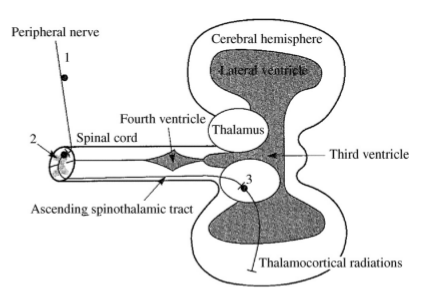 Peripheral nerve
Cerebral hemisphere
1
Lateral ventricle
Fourth ventricle
Thalamus
2
Spinal cord
Third ventricle
3
Ascending spinothalamic tract
Thalamocortical radiations